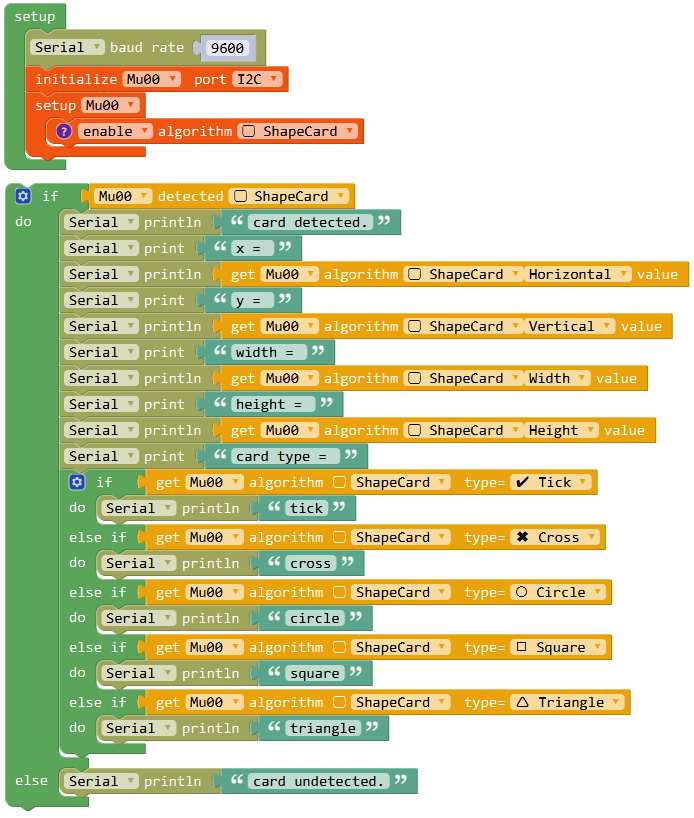 setup
Serial baud rate 9600
initialize Mu00 port I2C
setup Mu00
? enable algorithm ShapeCard
if Mu00 detected ShapeCard
do Serial println “ card detected. ”
Serial print “ x = ”
Serial println get Mu00 algorithm ShapeCard Horizontal value
Serial print “ y = ”
Serial println get Mu00 algorithm ShapeCard Vertical value
Serial print “ width = ”
Serial println get Mu00 algorithm ShapeCard Width value
Serial print “ height = ”
Serial println get Mu00 algorithm ShapeCard Height value
Serial print “ card type = ”
if get Mu00 algorithm ShapeCard type= ✔ Tick
do Serial println “ tick ”
else if get Mu00 algorithm ShapeCard type= ✖ Cross
do Serial println “ cross ”
else if get Mu00 algorithm ShapeCard type= ○ Circle
do Serial println “ circle ”
else if get Mu00 algorithm ShapeCard type= □ Square
do Serial println “ square ”
else if get Mu00 algorithm ShapeCard type= △ Triangle
do Serial println “ triangle ”
else Serial println “ card undetected. ”